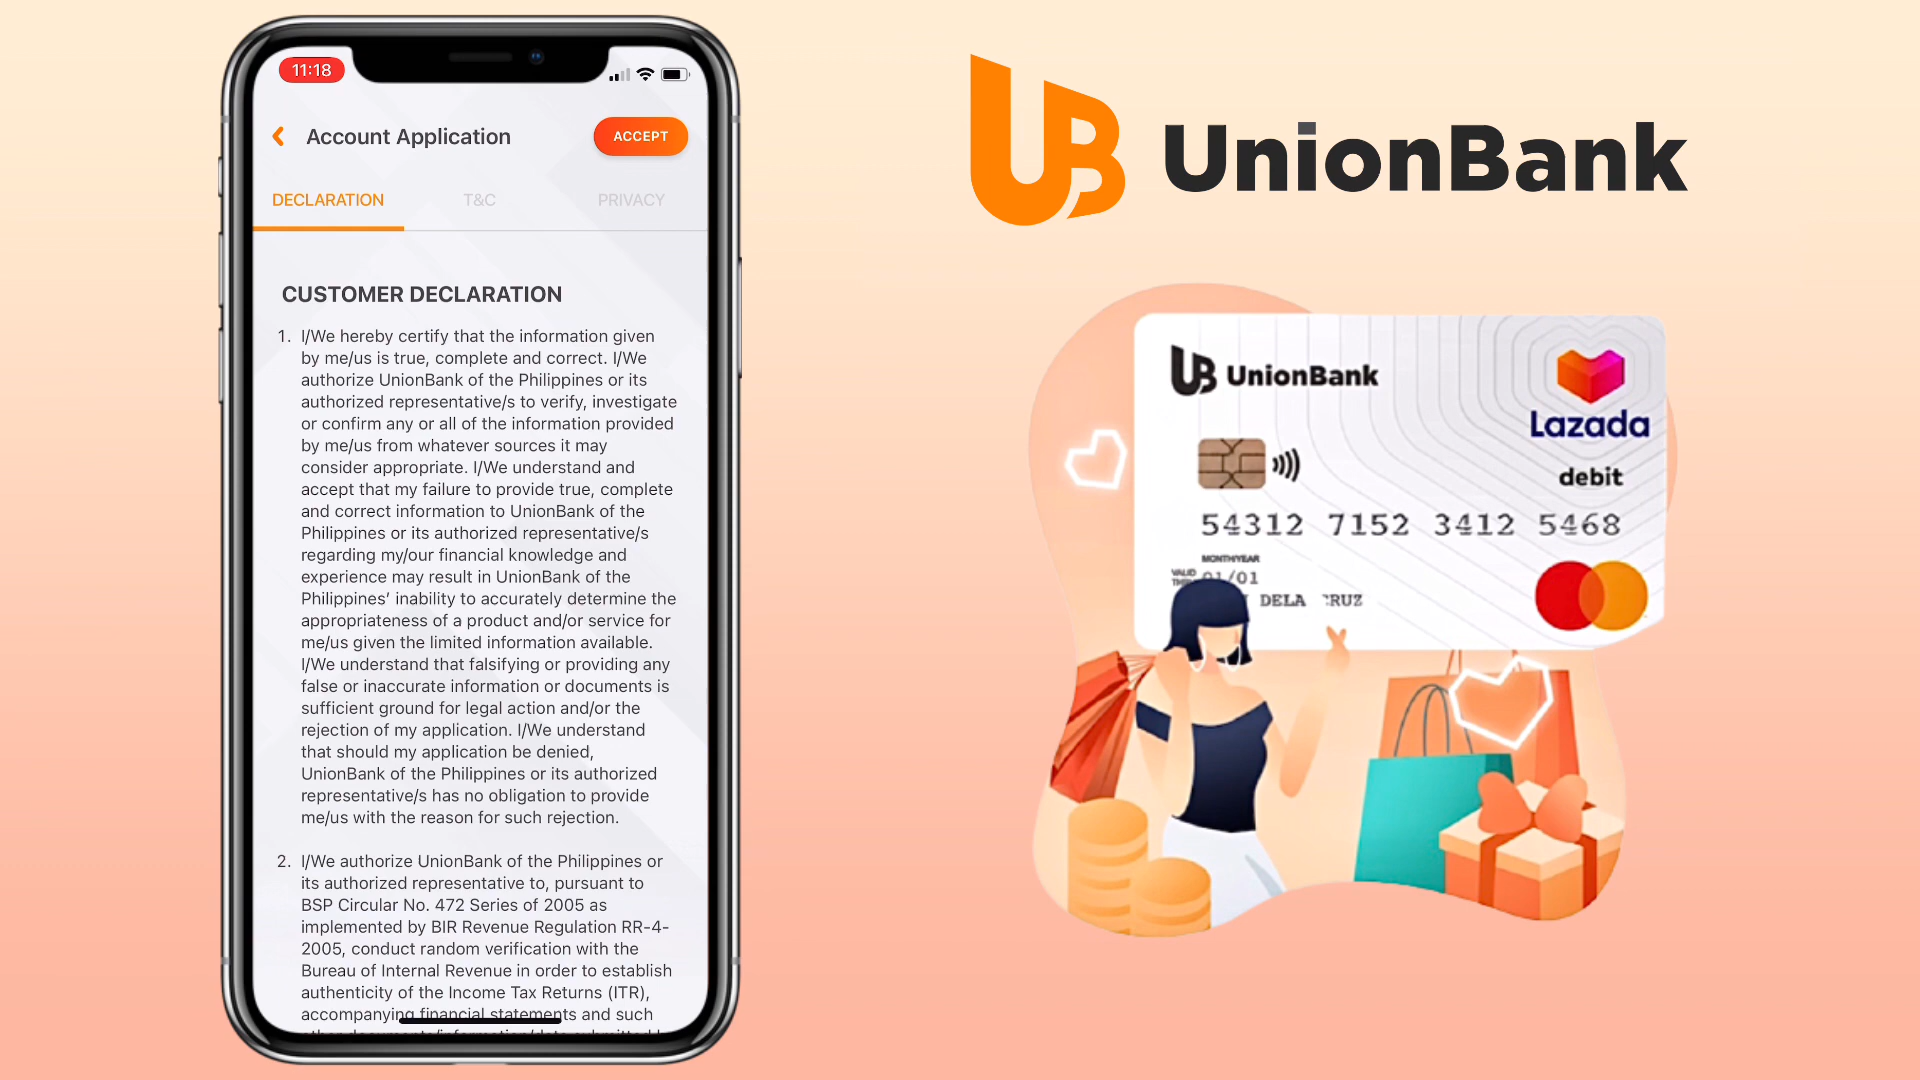 11:18
Account Application
ACCEPT
DECLARATION
T&C
PRIVACY
CUSTOMER DECLARATION
1. I/We hereby certify that the information given
by me/us is true, complete and correct. I/We
authorize UnionBank of the Philippines or its
authorized representative/s to verify, investigate
or confirm any or all of the information provided
by me/us from whatever sources it may
consider appropriate. I/We understand and
accept that my failure to provide true, complete
and correct information to UnionBank of the
Philippines or its authorized representative/s
regarding my/our financial knowledge and
experience may result in UnionBank of the
Philippines' inability to accurately determine the
appropriateness of a product and/or service for
me/us given the limited information available.
I/We understand that falsifying or providing any
false or inaccurate information or documents is
sufficient ground for legal action and/or the
rejection of my application. I/We understand
that should my application be denied,
UnionBank of the Philippines or its authorized
representative/s has no obligation to provide
me/us with the reason for such rejection.
2. I/We authorize UnionBank of the Philippines or
its authorized representative to, pursuant to
BSP Circular No. 472 Series of 2005 as
implemented by BIR Revenue Regulation RR-4-
2005, conduct random verification with the
Bureau of Internal Revenue in order to establish
authenticity of the Income Tax Returns (ITR),
accompanying financial statements and such
UB UnionBank
UB UnionBank
Lazada
debit
54312 7152 3412 5468
MONTH/YEAR
VALID
THRU 01/01
DELA CRUZ